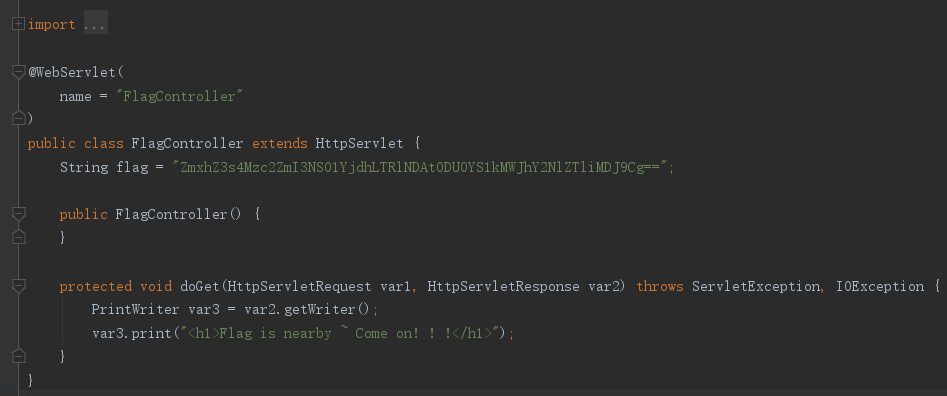 import ...
@WebServlet(
name = "FlagController"
)
public class FlagController extends HttpServlet {
String flag = "ZmxhZ3s4Mzc2ZmI3NS01YjdhLTRlNDAtODU0YS1kMWJhY2NlZTliMDJ9Cg==";
public FlagController() {
}
protected void doGet(HttpServletRequest var1, HttpServletResponse var2) throws ServletException, IOException {
PrintWriter var3 = var2.getWriter();
var3.print("<h1>Flag is nearby ~ Come on! ! !</h1>");
}
}